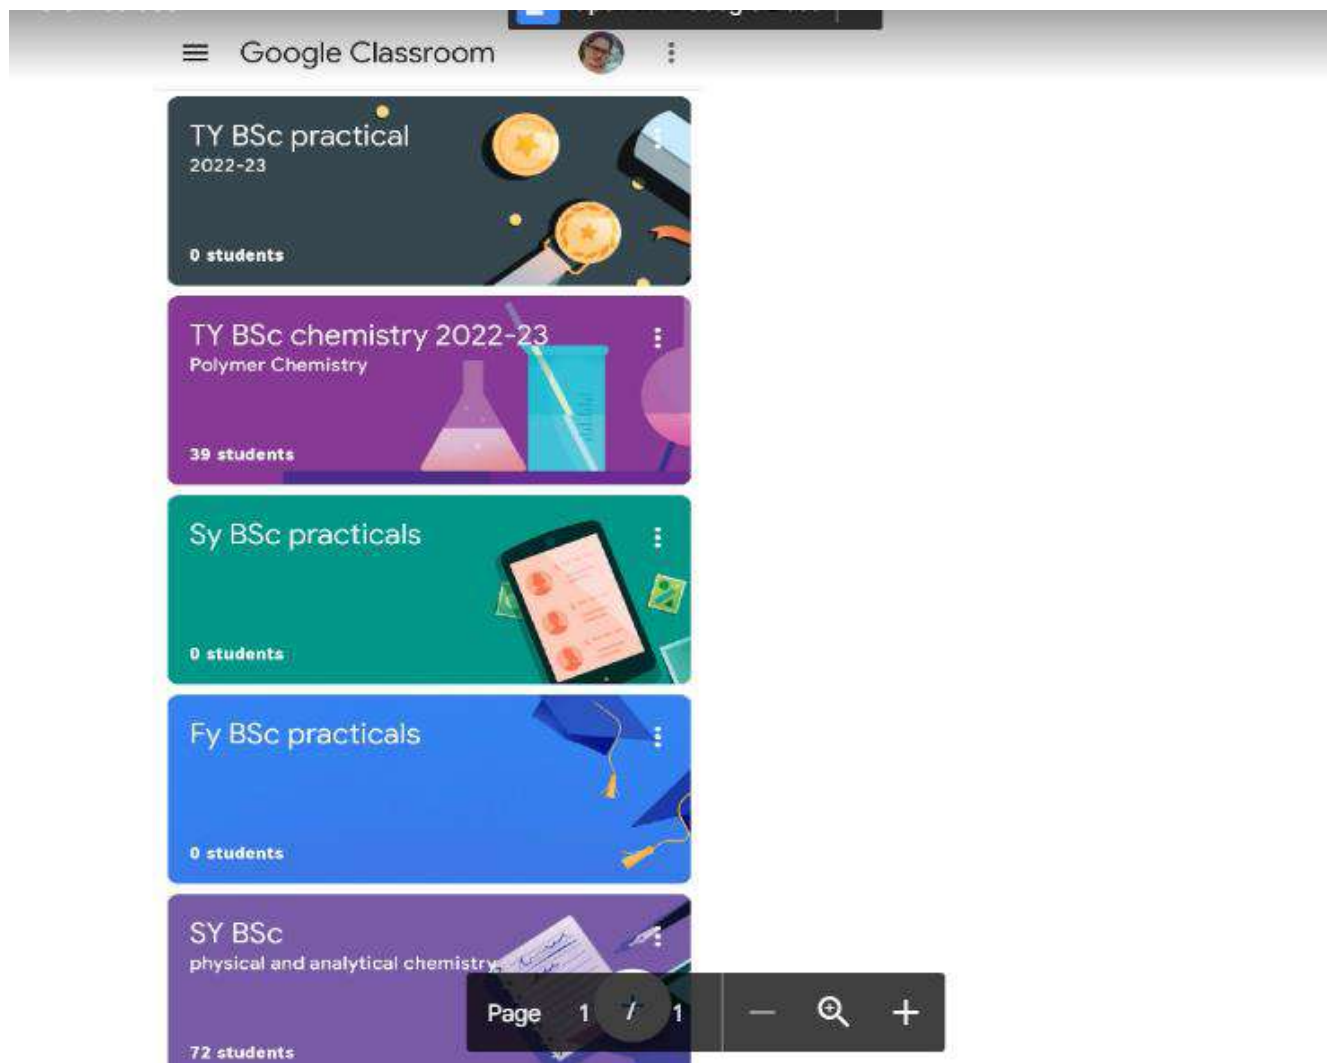 Google Classroom
TY BSc practical
2022-23
0 students
TY BSc chemistry 2022-23
Polymer Chemistry
39 students
Sy BSc practicals
0 students
Fy BSc practicals
0 students
SY BSc
physical and analytical chemistry
72 students
Page 1 / 1